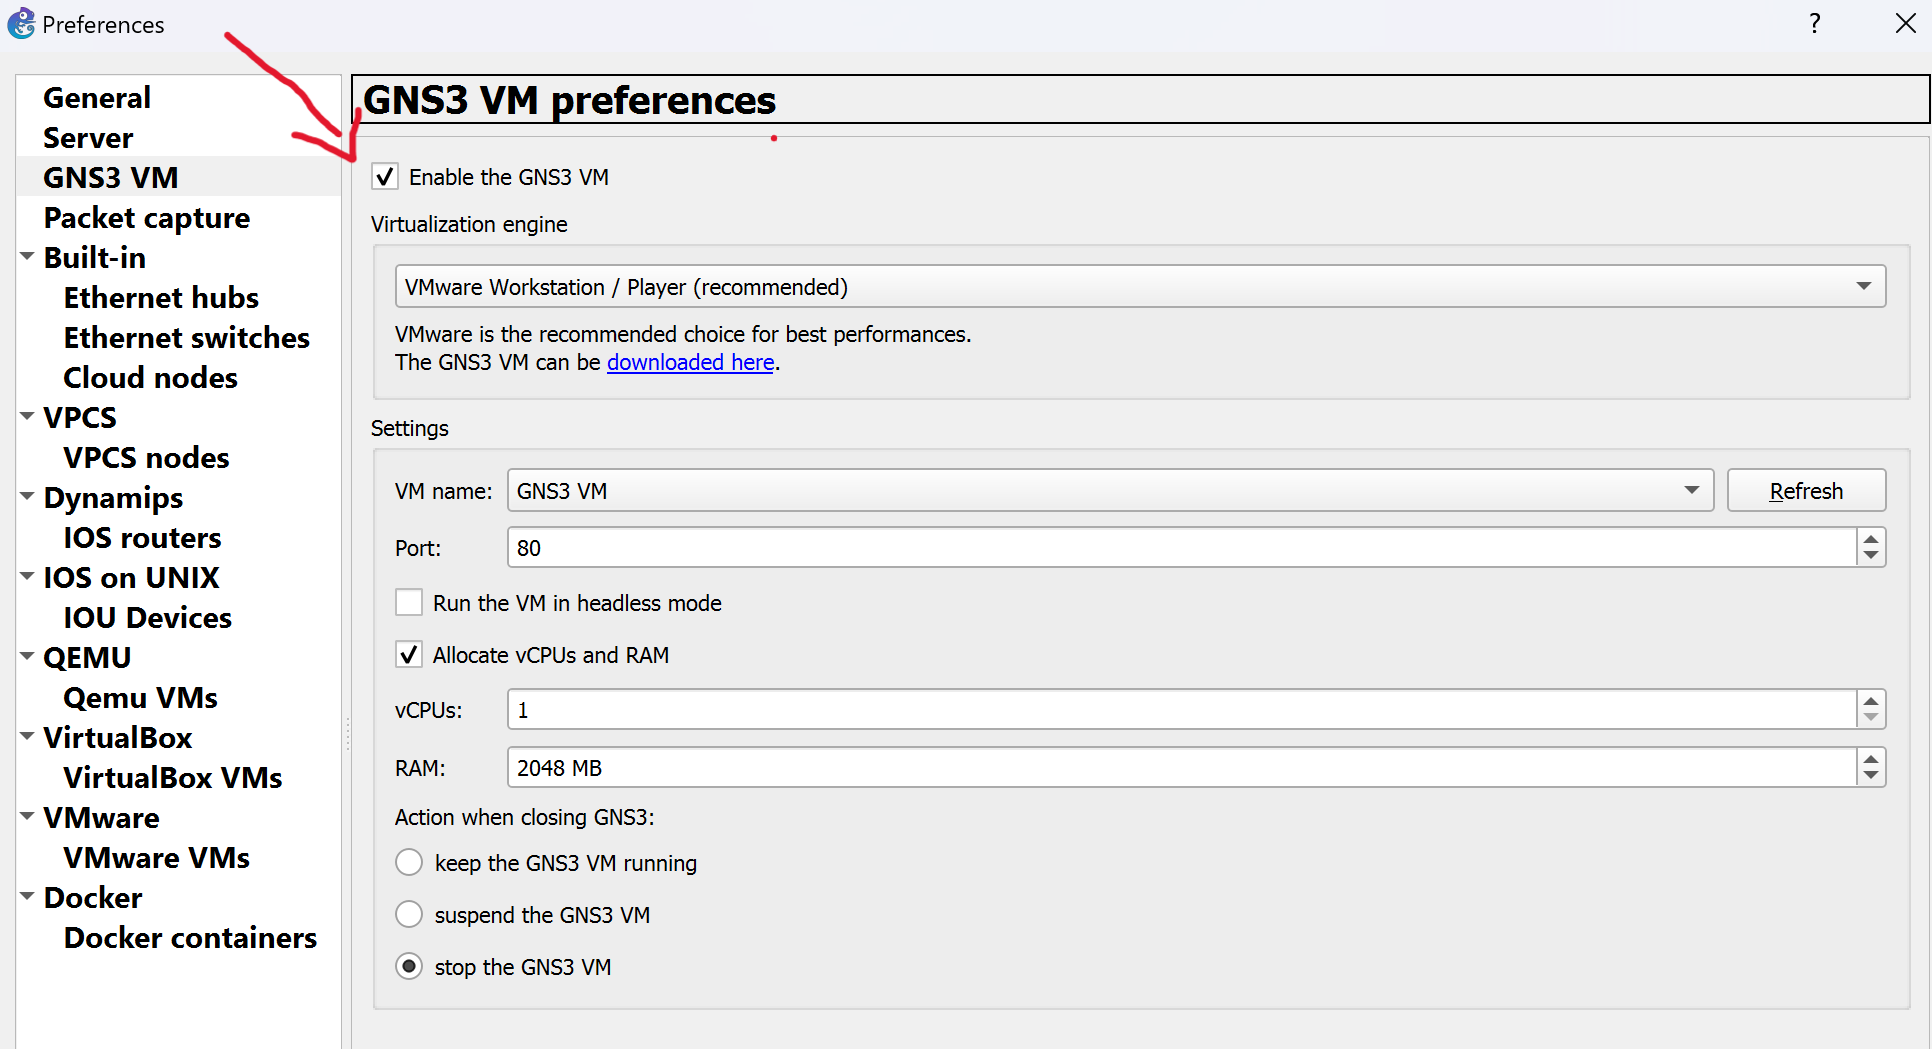 Preferences
?
General
Server
GNS3 VM
Packet capture
Built-in
Ethernet hubs
Ethernet switches
Cloud nodes
VPCS
VPCS nodes
Dynamips
IOS routers
IOS on UNIX
IOU Devices
QEMU
Qemu VMs
VirtualBox
VirtualBox VMs
VMware
VMware VMs
Docker
Docker containers
GNS3 VM preferences
Enable the GNS3 VM
Virtualization engine
VMware Workstation / Player (recommended)
VMware is the recommended choice for best performances.
The GNS3 VM can be downloaded here.
Settings
VM name: GNS3 VM Refresh
Port: 80
Run the VM in headless mode
Allocate vCPUs and RAM
vCPUs: 1
RAM: 2048 MB
Action when closing GNS3:
keep the GNS3 VM running
suspend the GNS3 VM
stop the GNS3 VM